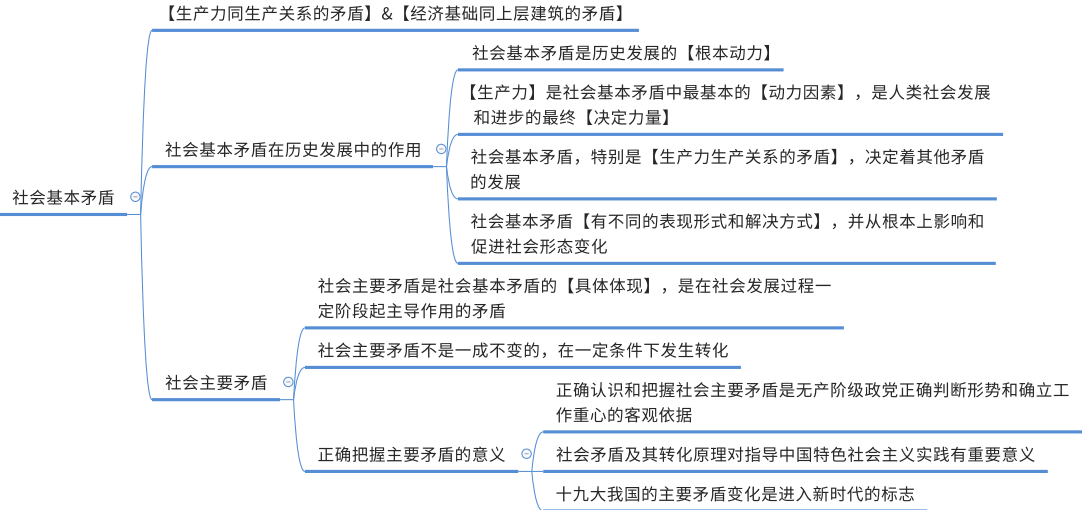 【生产力同生产关系的矛盾】&【经济基础同上层建筑的矛盾】
社会基本矛盾是历史发展的【根本动力】
【生产力】是社会基本矛盾中最基本的【动力因素】，是人类社会发展
和进步的最终【决定力量】
社会基本矛盾在历史发展中的作用
社会基本矛盾，特别是【生产力生产关系的矛盾】，决定着其他矛盾
的发展
社会基本矛盾
社会基本矛盾【有不同的表现形式和解决方式】，并从根本上影响和
促进社会形态变化
社会主要矛盾是社会基本矛盾的【具体体现】，是在社会发展过程一
定阶段起主导作用的矛盾
社会主要矛盾不是一成不变的，在一定条件下发生转化
社会主要矛盾
正确认识和把握社会主要矛盾是无产阶级政党正确判断形势和确立工
作重心的客观依据
正确把握主要矛盾的意义
社会矛盾及其转化原理对指导中国特色社会主义实践有重要意义
十九大我国的主要矛盾变化是进入新时代的标志